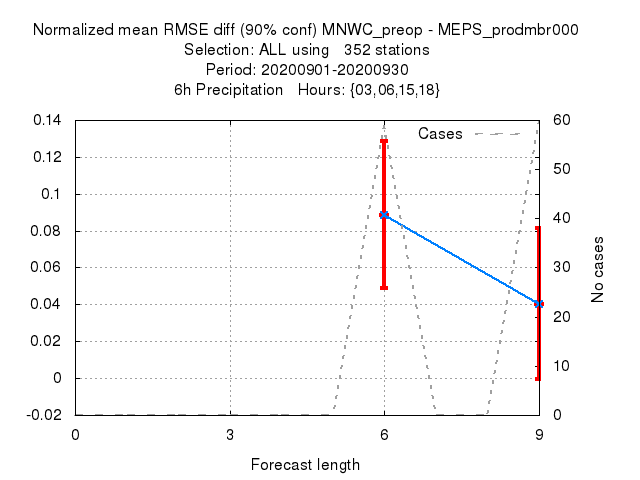 Normalized mean RMSE diff (90% conf) MNWC_preop - MEPS_prodmbr000
Selection: ALL using 352 stations
Period: 20200901-20200930
6h Precipitation Hours: {03,06,15,18}
0.14
0.12
0.1
0.08
0.06
0.04
0.02
0
-0.02
Cases
60
50
40
30
20
10
0
No cases
0 3 6 9
Forecast length